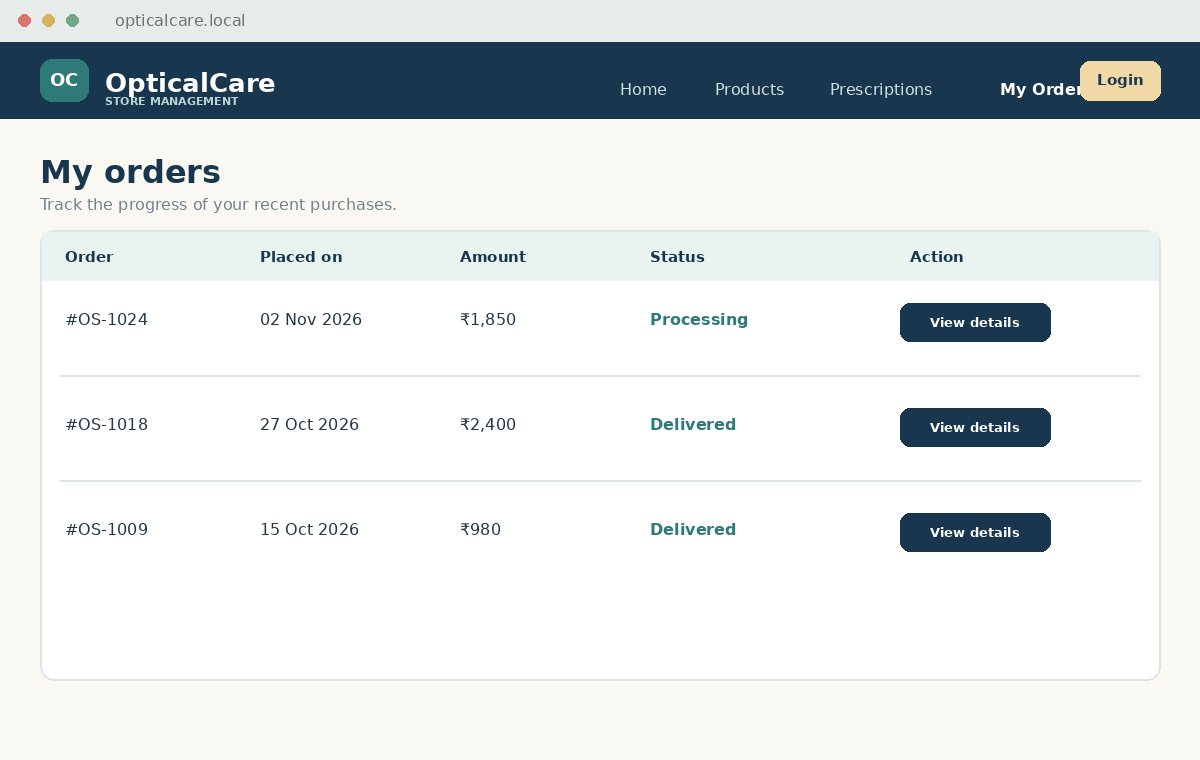 opticalcare.local
OC
OpticalCare
STORE MANAGEMENT
Home Products Prescriptions My Order Login
My orders
Track the progress of your recent purchases.
Order Placed on Amount Status Action
#OS-1024 02 Nov 2026 ₹1,850 Processing View details
#OS-1018 27 Oct 2026 ₹2,400 Delivered View details
#OS-1009 15 Oct 2026 ₹980 Delivered View details